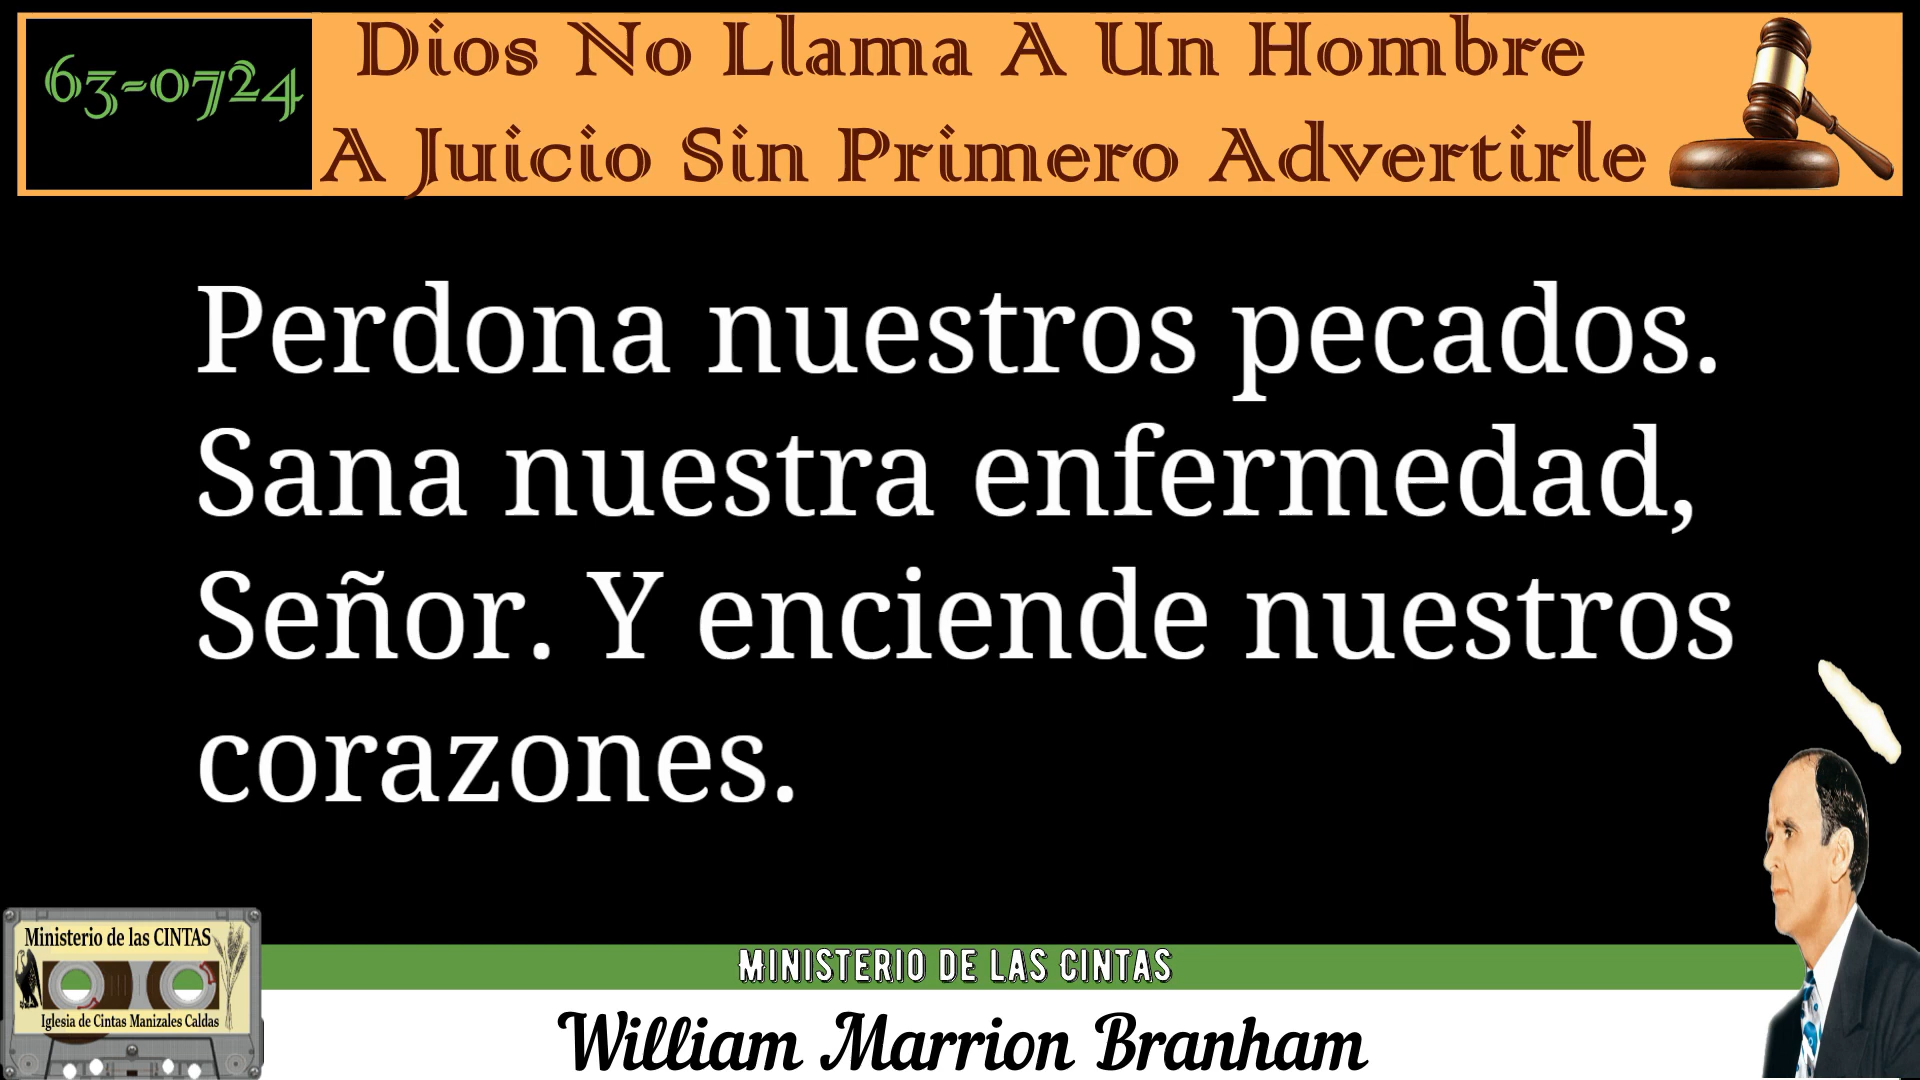 63-0724
Dios No Llama A Un Hombre
A Juicio Sin Primero Advertirle
Perdona nuestros pecados.
Sana nuestra enfermedad,
Señor. Y enciende nuestros
corazones.
Ministerio de las CINTAS
Iglesia de Cintas Manizales Caldas
MINISTERIO DE LAS CINTAS
William Marrion Branham